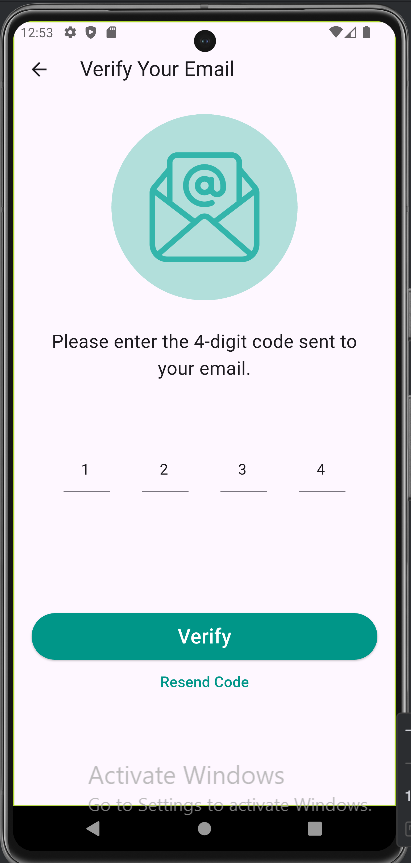 12:53
Verify Your Email
@
Please enter the 4-digit code sent to
your email.
1 2 3 4
Verify
Resend Code
Activate Windows
Go to Settings to activate Windows.